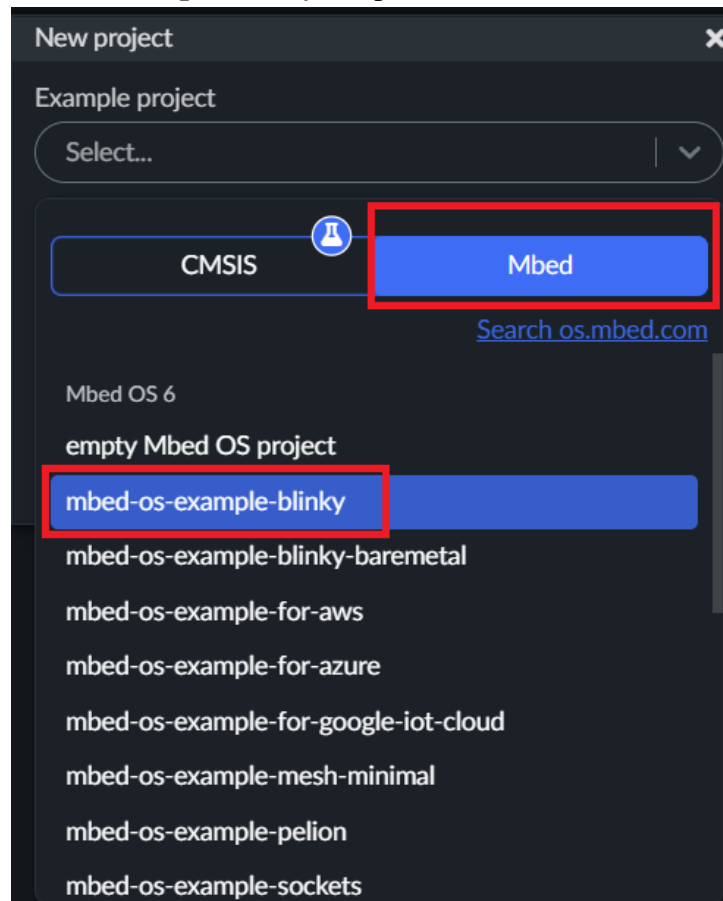 New project
Example project
Select...
CMSIS
Mbed
Search os.mbed.com
Mbed OS 6
empty Mbed OS project
mbed-os-example-blinky
mbed-os-example-blinky-baremetal
mbed-os-example-for-aws
mbed-os-example-for-azure
mbed-os-example-for-google-iot-cloud
mbed-os-example-mesh-minimal
mbed-os-example-pelion
mbed-os-example-sockets